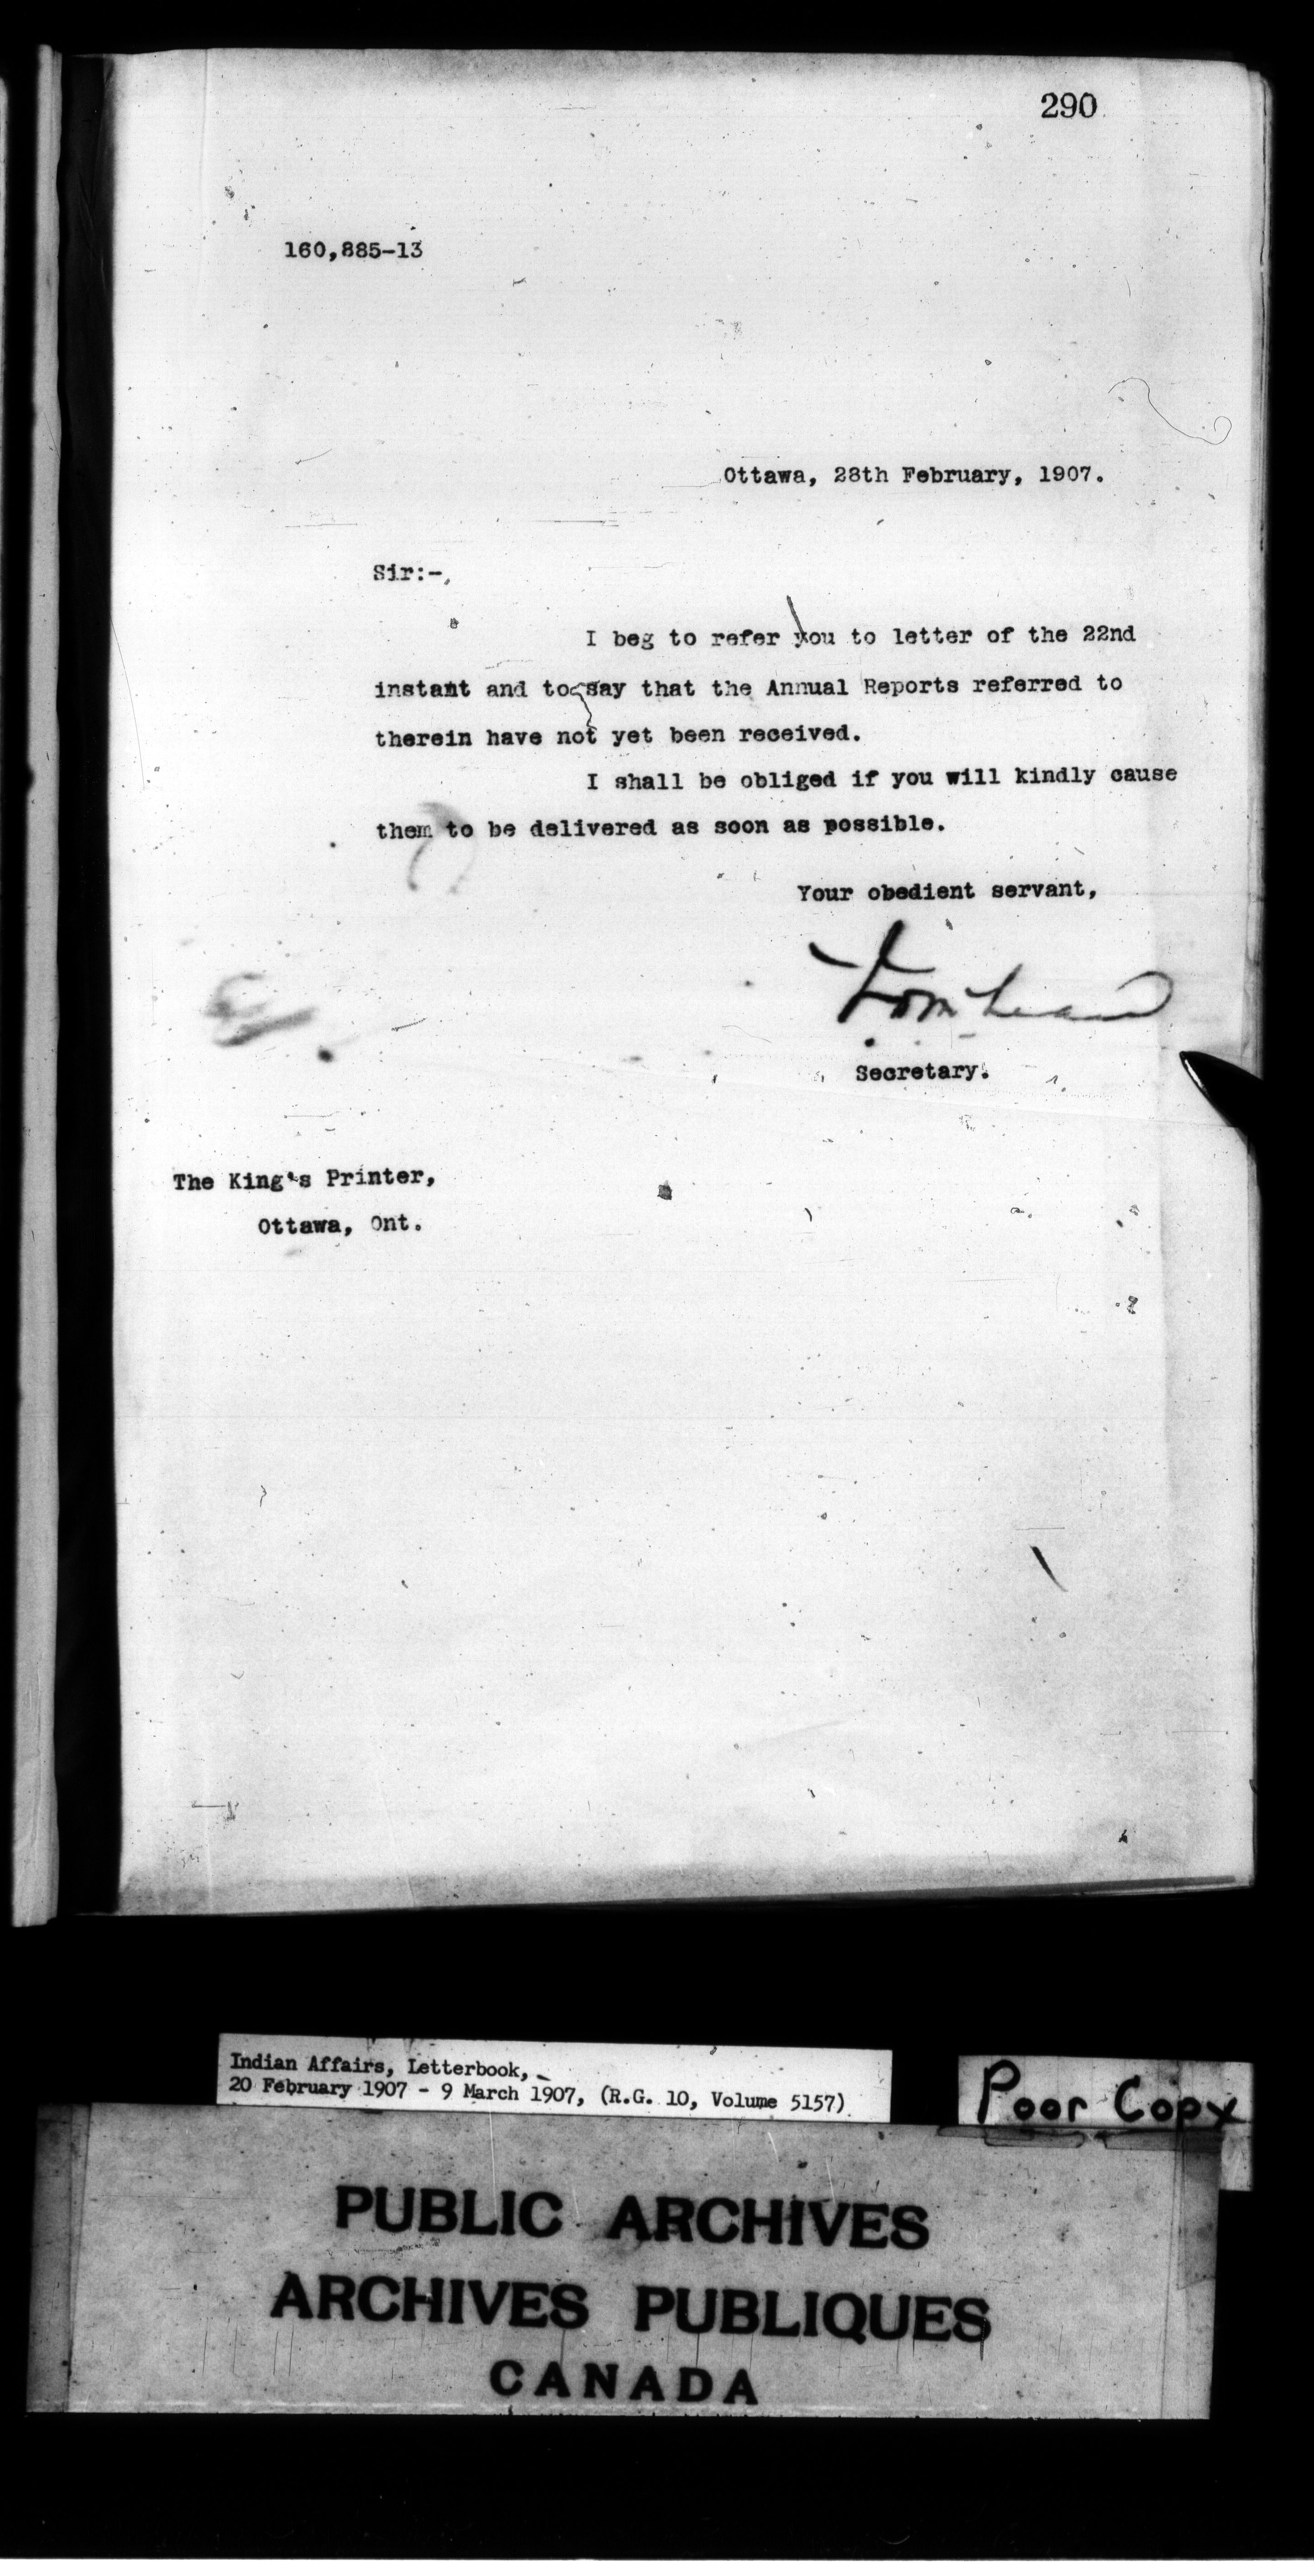 290
160,885-13
Ottawa, 28th February, 1907.
Sir:-
I beg to refer you to letter of the 22nd
instant and to say that the Annual Reports referred to
therein have not yet been received.
I shall be obliged if you will kindly cause
them to be delivered as soon as possible.
Your obedient servant,
Secretary.
The King's Printer,
Ottawa, Ont.
Indian Affairs, Letterbook,
20 February 1907 - 9 March 1907, (R.G. 10, Volume 5157)
Poor Copy
PUBLIC ARCHIVES
ARCHIVES PUBLIQUES
CANADA